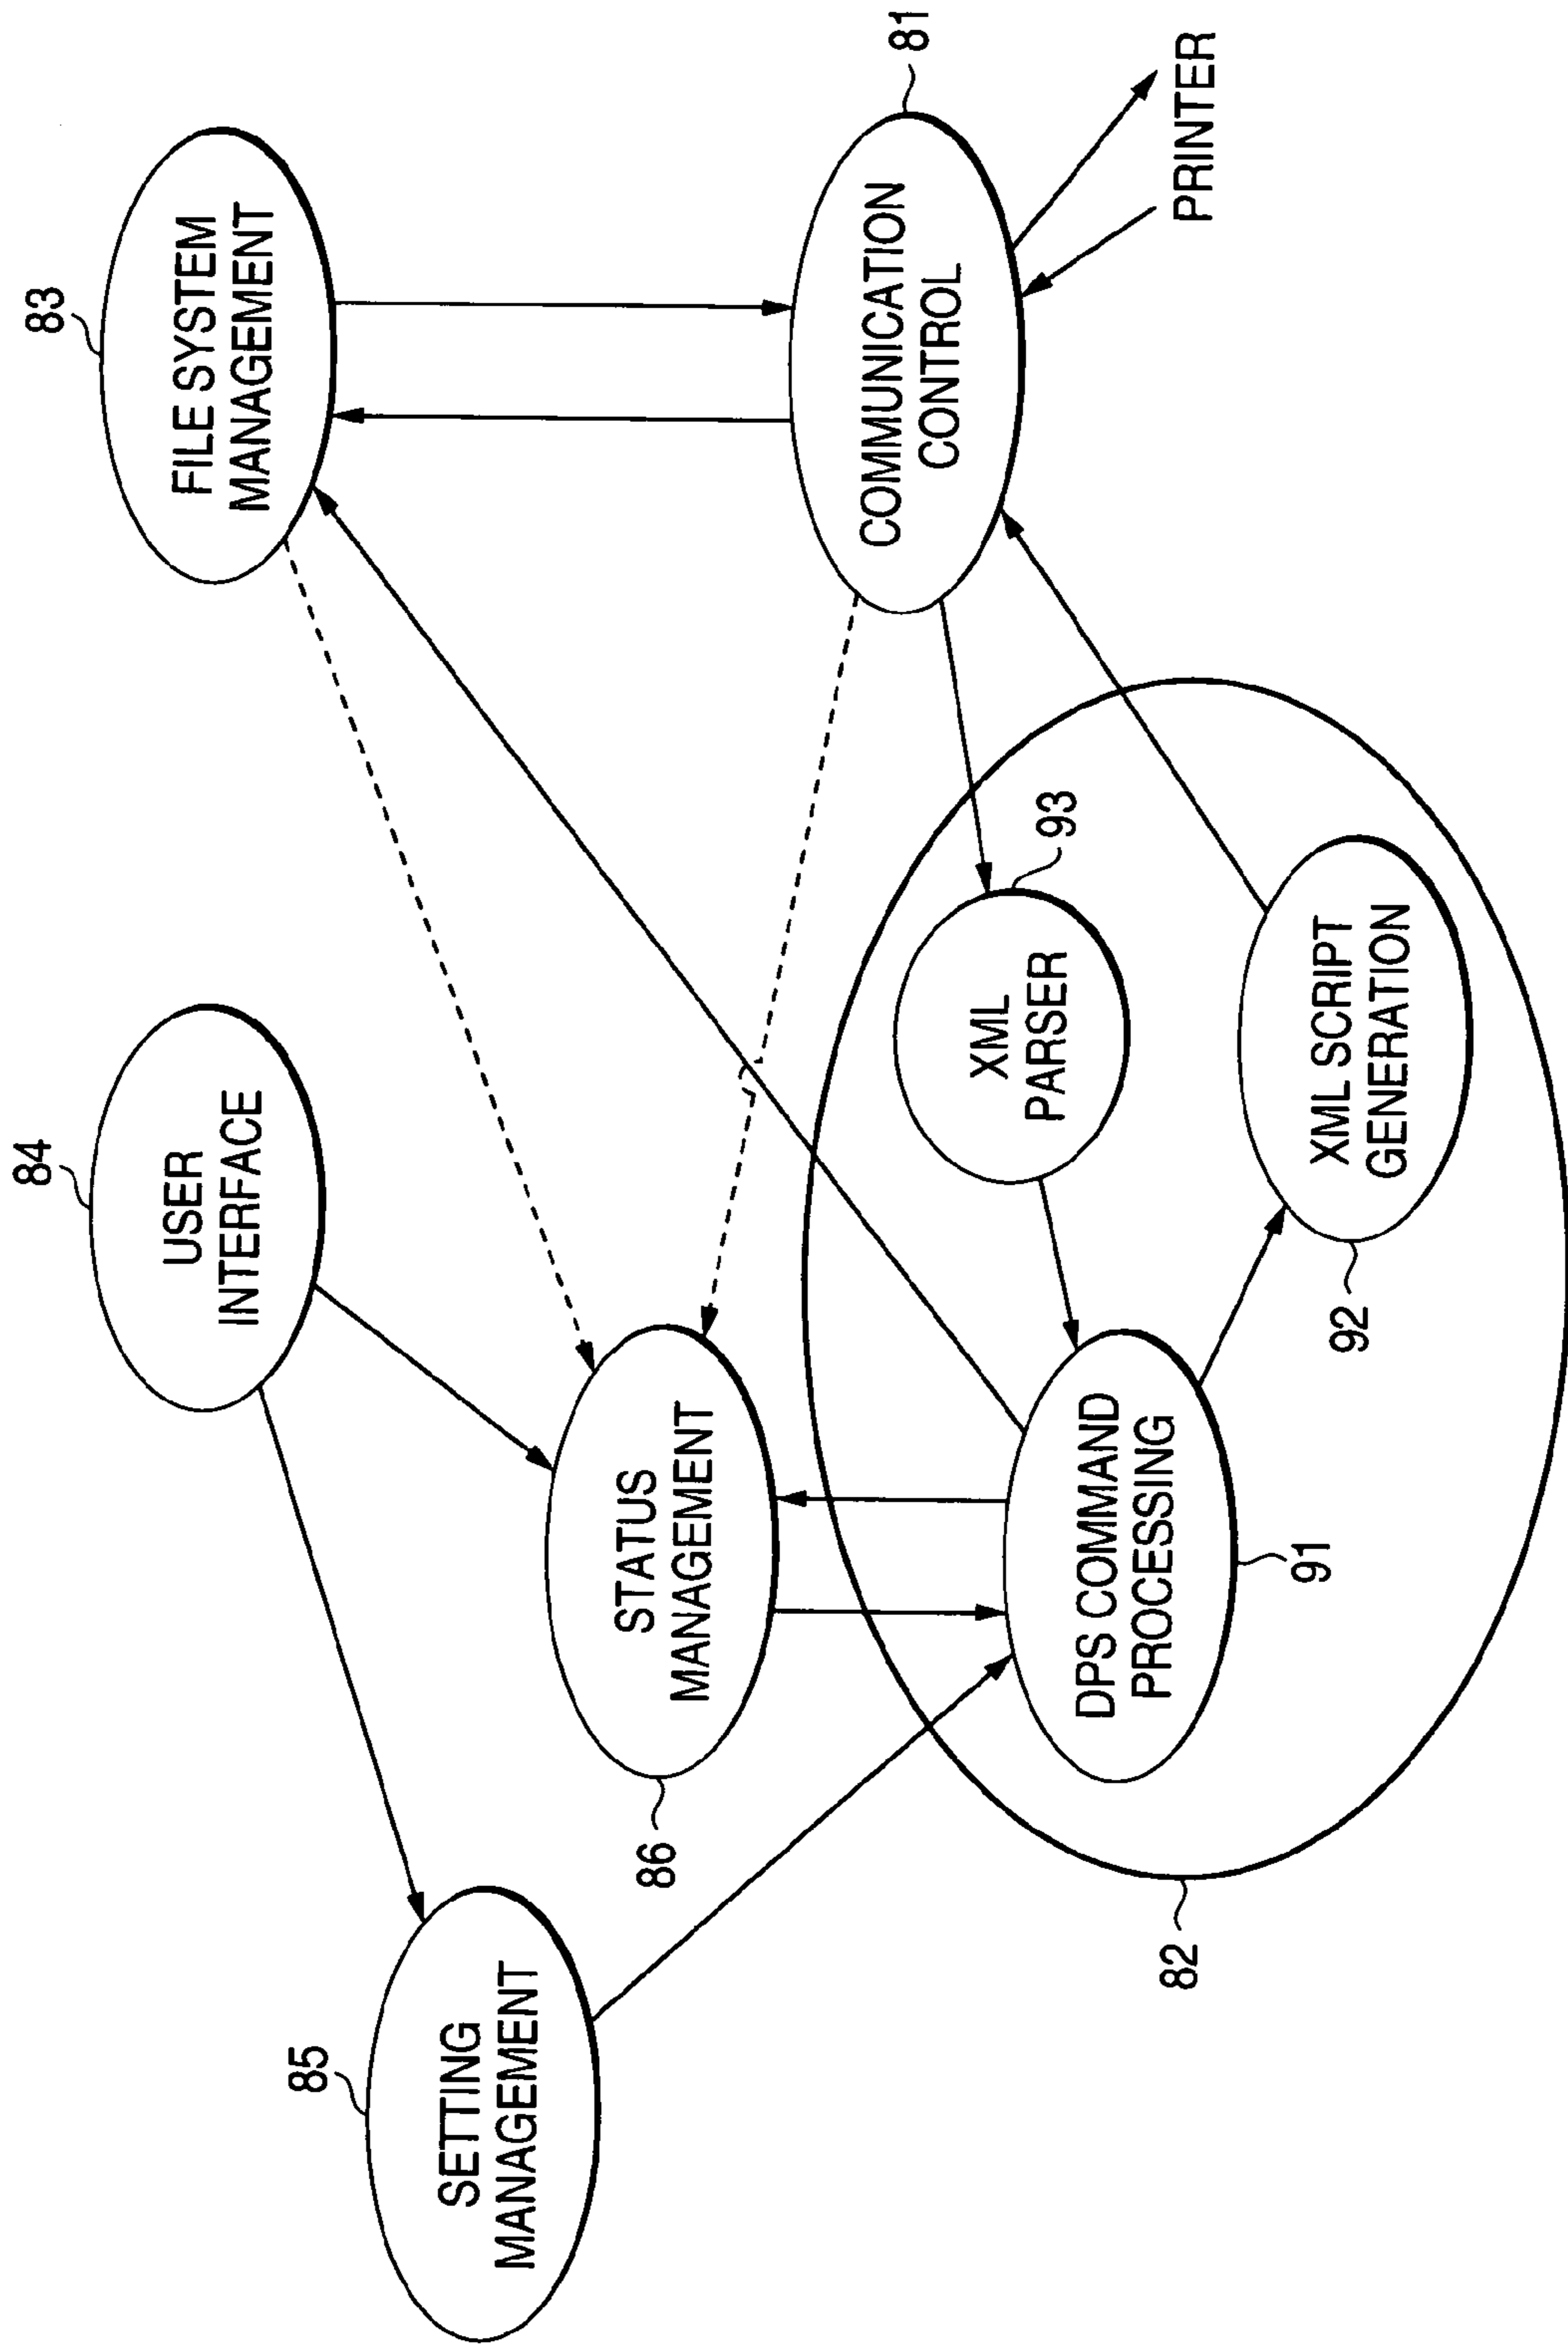 85
SETTING
MANAGEMENT
84
USER
INTERFACE
83
FILE SYSTEM
MANAGEMENT
86
STATUS
MANAGEMENT
COMMUNICATION
CONTROL
81
PRINTER
82
DPS COMMAND
PROCESSING
91
XML
PARSER
93
XML SCRIPT
GENERATION
92